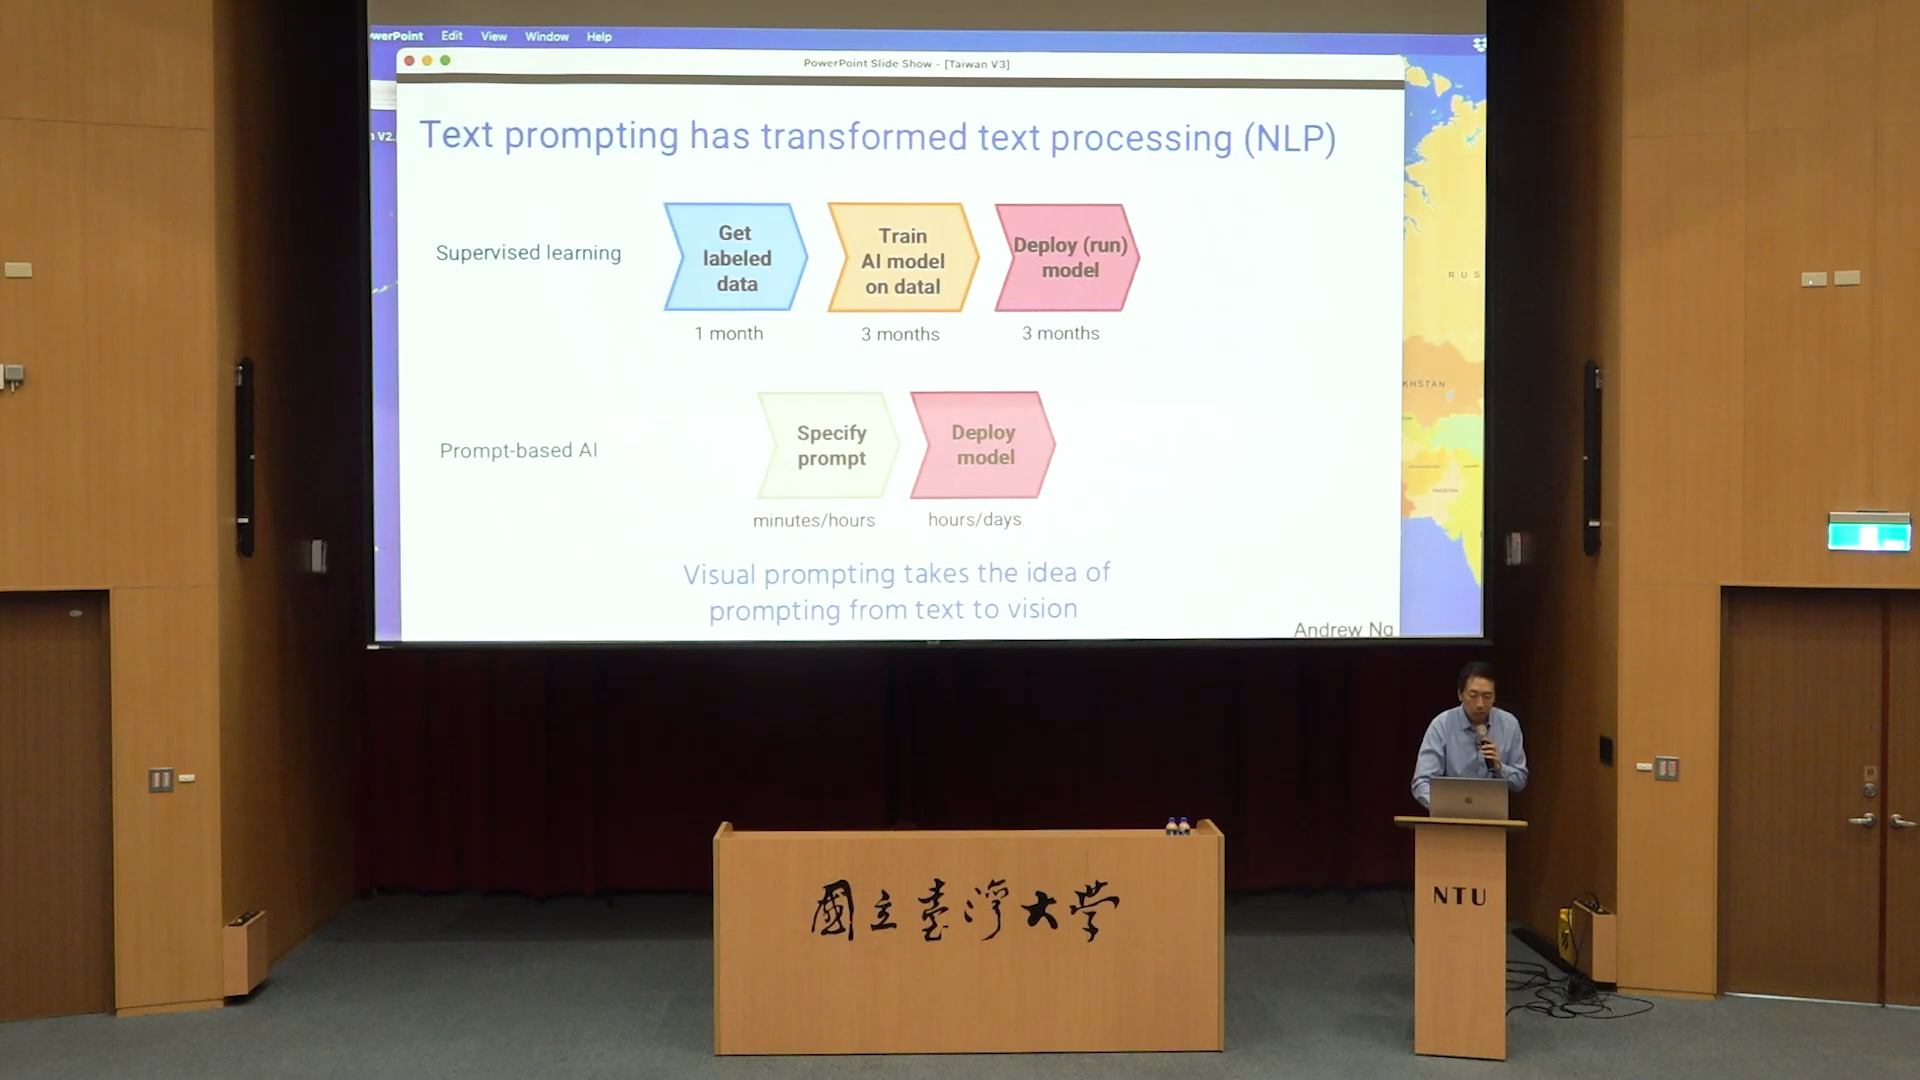 werPoint Edit View Window Help
PowerPoint Slide Show - [Taiwan V3]
n V2.
Text prompting has transformed text processing (NLP)
Supervised learning
Get
labeled
data
Train
AI model
on data!
Deploy (run)
model
1 month
3 months
3 months
Prompt-based AI
Specify
prompt
Deploy
model
minutes/hours
hours/days
Visual prompting takes the idea of
prompting from text to vision
Andrew Ng
R U S
KHSTAN
國立臺灣大學
NTU